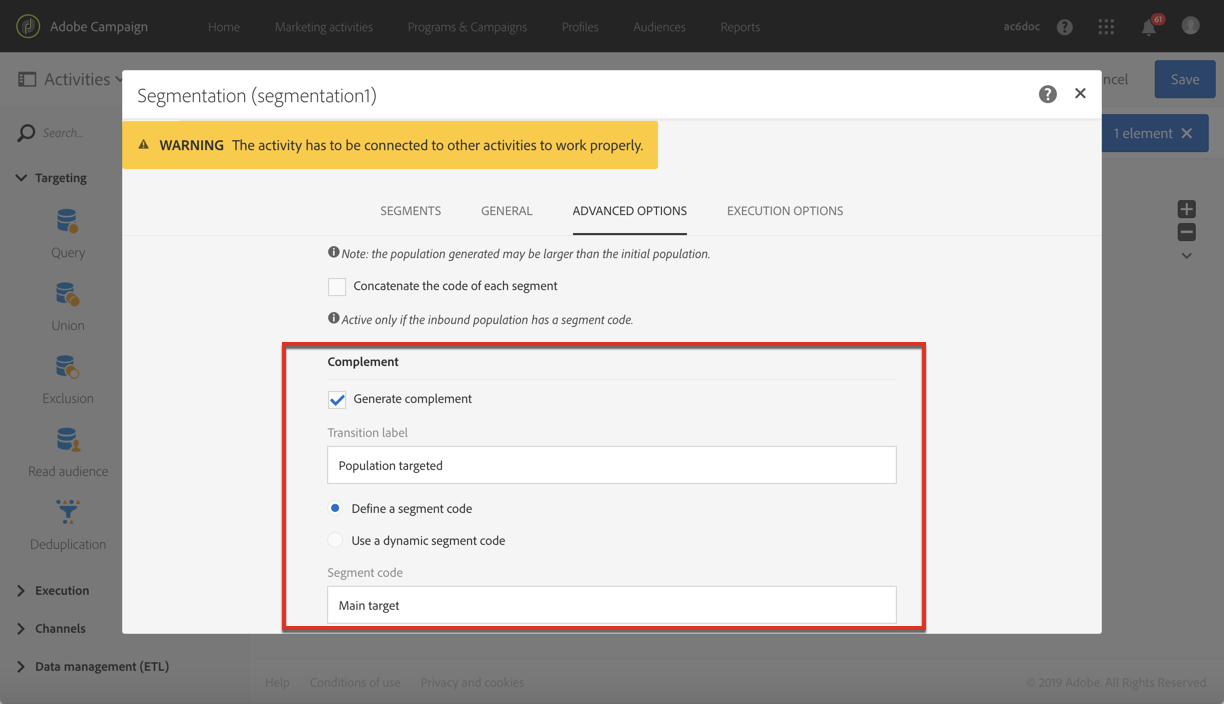 Adobe Campaign
Home
Marketing activities
Programs & Campaigns
Profiles
Audiences
Reports
ac6doc
61
Activities
ncel
Save
Segmentation (segmentation1)
Search...
WARNING The activity has to be connected to other activities to work properly.
1 element
Targeting
SEGMENTS
GENERAL
ADVANCED OPTIONS
EXECUTION OPTIONS
Query
Note: the population generated may be larger than the initial population.
Concatenate the code of each segment
Union
Active only if the inbound population has a segment code.
Complement
Exclusion
Generate complement
Transition label
Population targeted
Read audience
Define a segment code
Deduplication
Use a dynamic segment code
Segment code
Execution
Main target
Channels
Data management (ETL)
Help
Conditions of use
Privacy and cookies
© 2019 Adobe. All Rights Reserved.